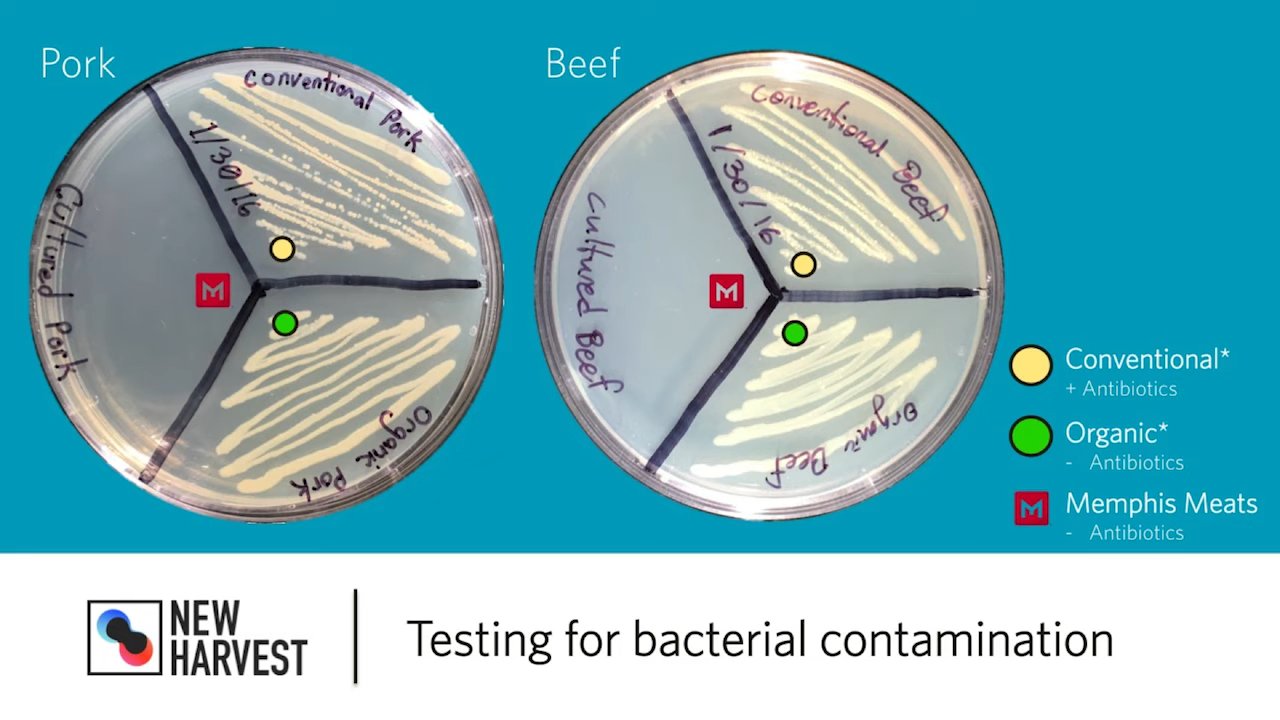 Pork
Conventional Pork
1/30/16
Cultured Pork
M
Organic Pork
Beef
Conventional Beef
1/30/16
Cultured Beef
M
Organic Beef
Conventional*
+ Antibiotics
Organic*
- Antibiotics
M
Memphis Meats
- Antibiotics
NEW
HARVEST
Testing for bacterial contamination